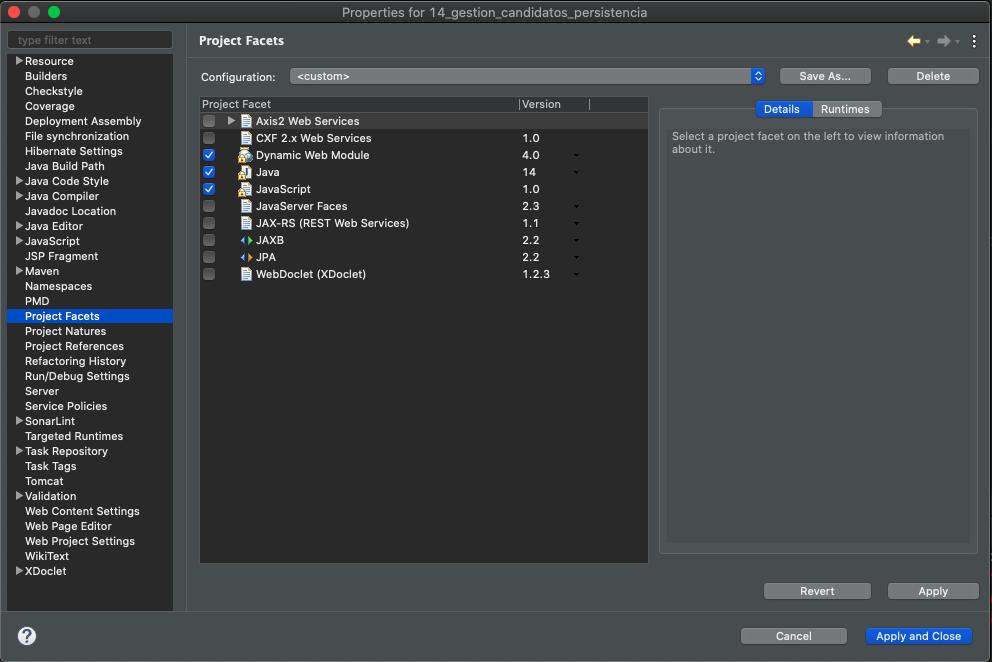 Properties for 14_gestion_candidatos_persistencia
type filter text
Resource
Builders
Checkstyle
Coverage
Deployment Assembly
File synchronization
Hibernate Settings
Java Build Path
Java Code Style
Java Compiler
Javadoc Location
Java Editor
JavaScript
JSP Fragment
Maven
Namespaces
PMD
Project Facets
Project Natures
Project References
Refactoring History
Run/Debug Settings
Server
Service Policies
SonarLint
Targeted Runtimes
Task Repository
Task Tags
Tomcat
Validation
Web Content Settings
Web Page Editor
Web Project Settings
WikiText
XDoclet
Project Facets
Configuration: <custom> Save As... Delete
Project Facet Version
Axis2 Web Services
CXF 2.x Web Services 1.0
Dynamic Web Module 4.0
Java 14
JavaScript 1.0
JavaServer Faces 2.3
JAX-RS (REST Web Services) 1.1
JAXB 2.2
JPA 2.2
WebDoclet (XDoclet) 1.2.3
Details Runtimes
Select a project facet on the left to view information
about it.
Revert Apply
? Cancel Apply and Close